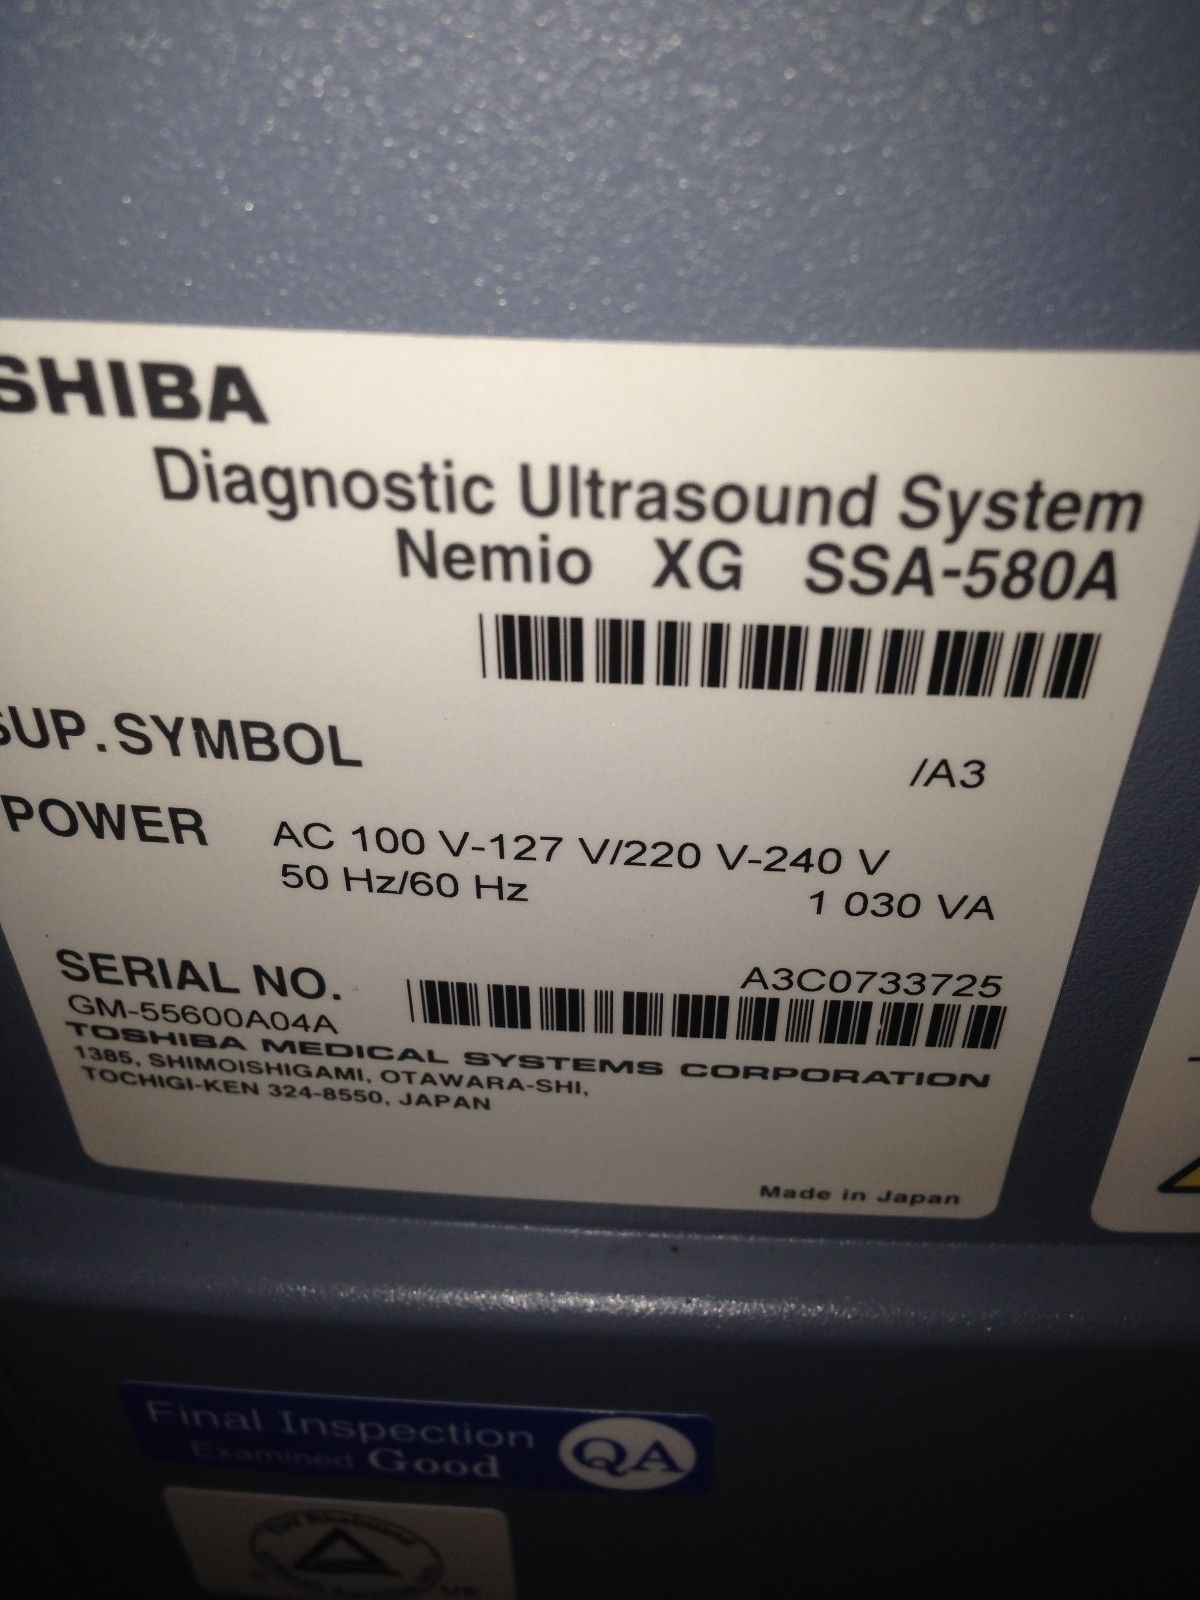 SHIBA
Diagnostic Ultrasound System
Nemio XG SSA-580A
SUP.SYMBOL /A3
POWER AC 100 V-127 V/220 V-240 V
50 Hz/60 Hz 1 030 VA
SERIAL NO. A3C0733725
GM-55600A04A
TOSHIBA MEDICAL SYSTEMS CORPORATION
1385, SHIMOISHIGAMI, OTAWARA-SHI,
TOCHIGI-KEN 324-8550, JAPAN
Made in Japan
Final Inspection
Examined Good
QA